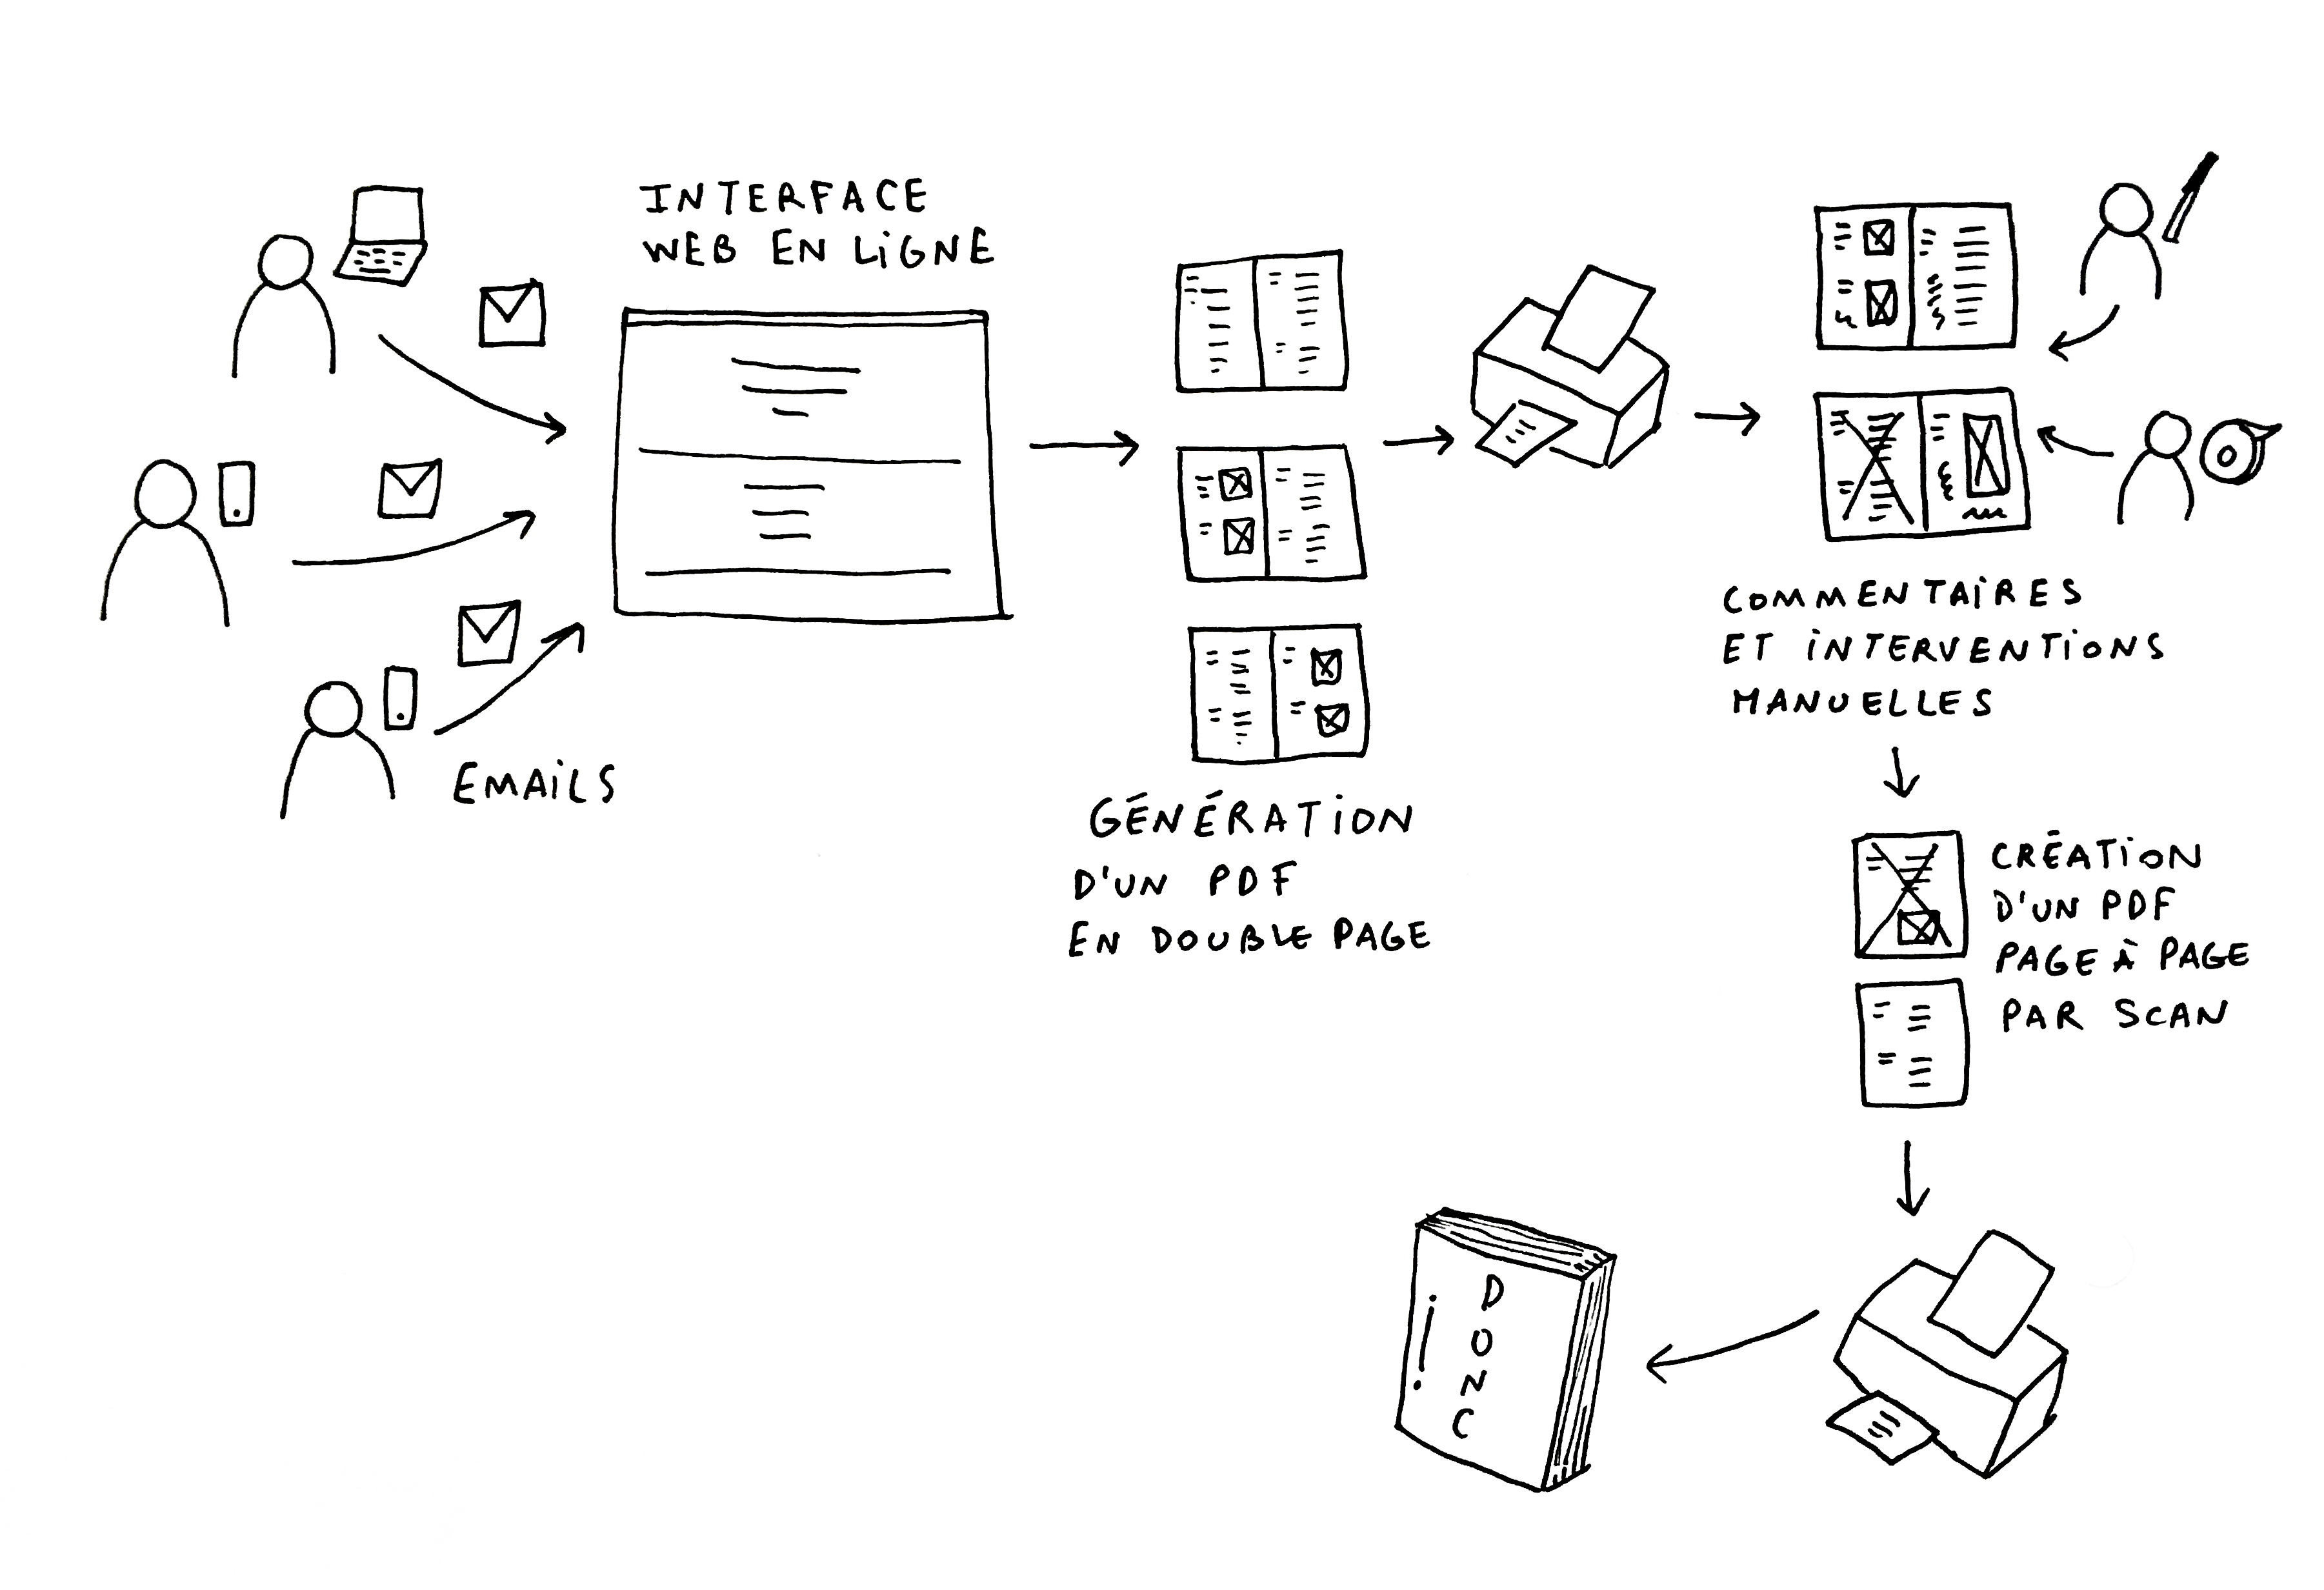 INTERFACE
WEB EN LIGNE
EMAILS
GÉNÉRATION
D'UN PDF
EN DOUBLE PAGE
COMMENTAIRES
ET INTERVENTIONS
MANUELLES
CRÉATION
D'UN PDF
PAGE À PAGE
PAR SCAN
DONC
!